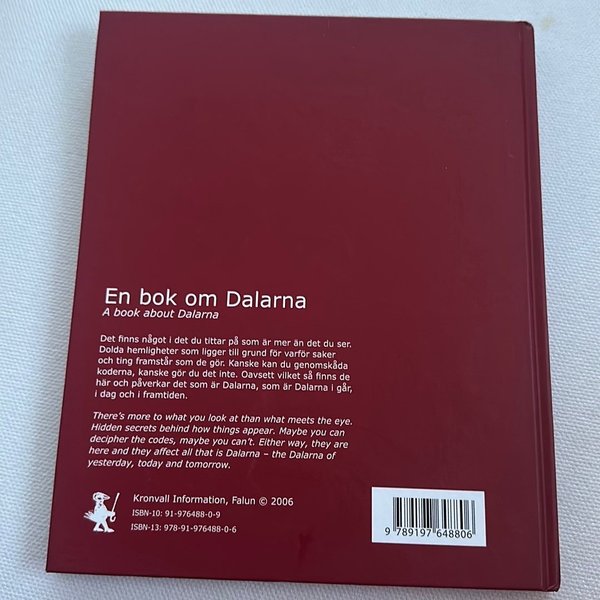 En bok om Dalarna
A book about Dalarna
Det finns något i det du tittar på som är mer än det du ser.
Dolda hemligheter som ligger till grund för varför saker
och ting framstår som de gör. Kanske kan du genomskåda
koderna, kanske gör du det inte. Oavsett vilket så finns de
här och påverkar det som är Dalarna, som är Dalarna i går,
i dag och i framtiden.
There's more to what you look at than what meets the eye.
Hidden secrets behind how things appear. Maybe you can
decipher the codes, maybe you can't. Either way, they are
here and they affect all that is Dalarna – the Dalarna of
yesterday, today and tomorrow.
Kronvall Information, Falun © 2006
ISBN-10: 91-976488-0-9
ISBN-13: 978-91-976488-0-6
9 789197 648806